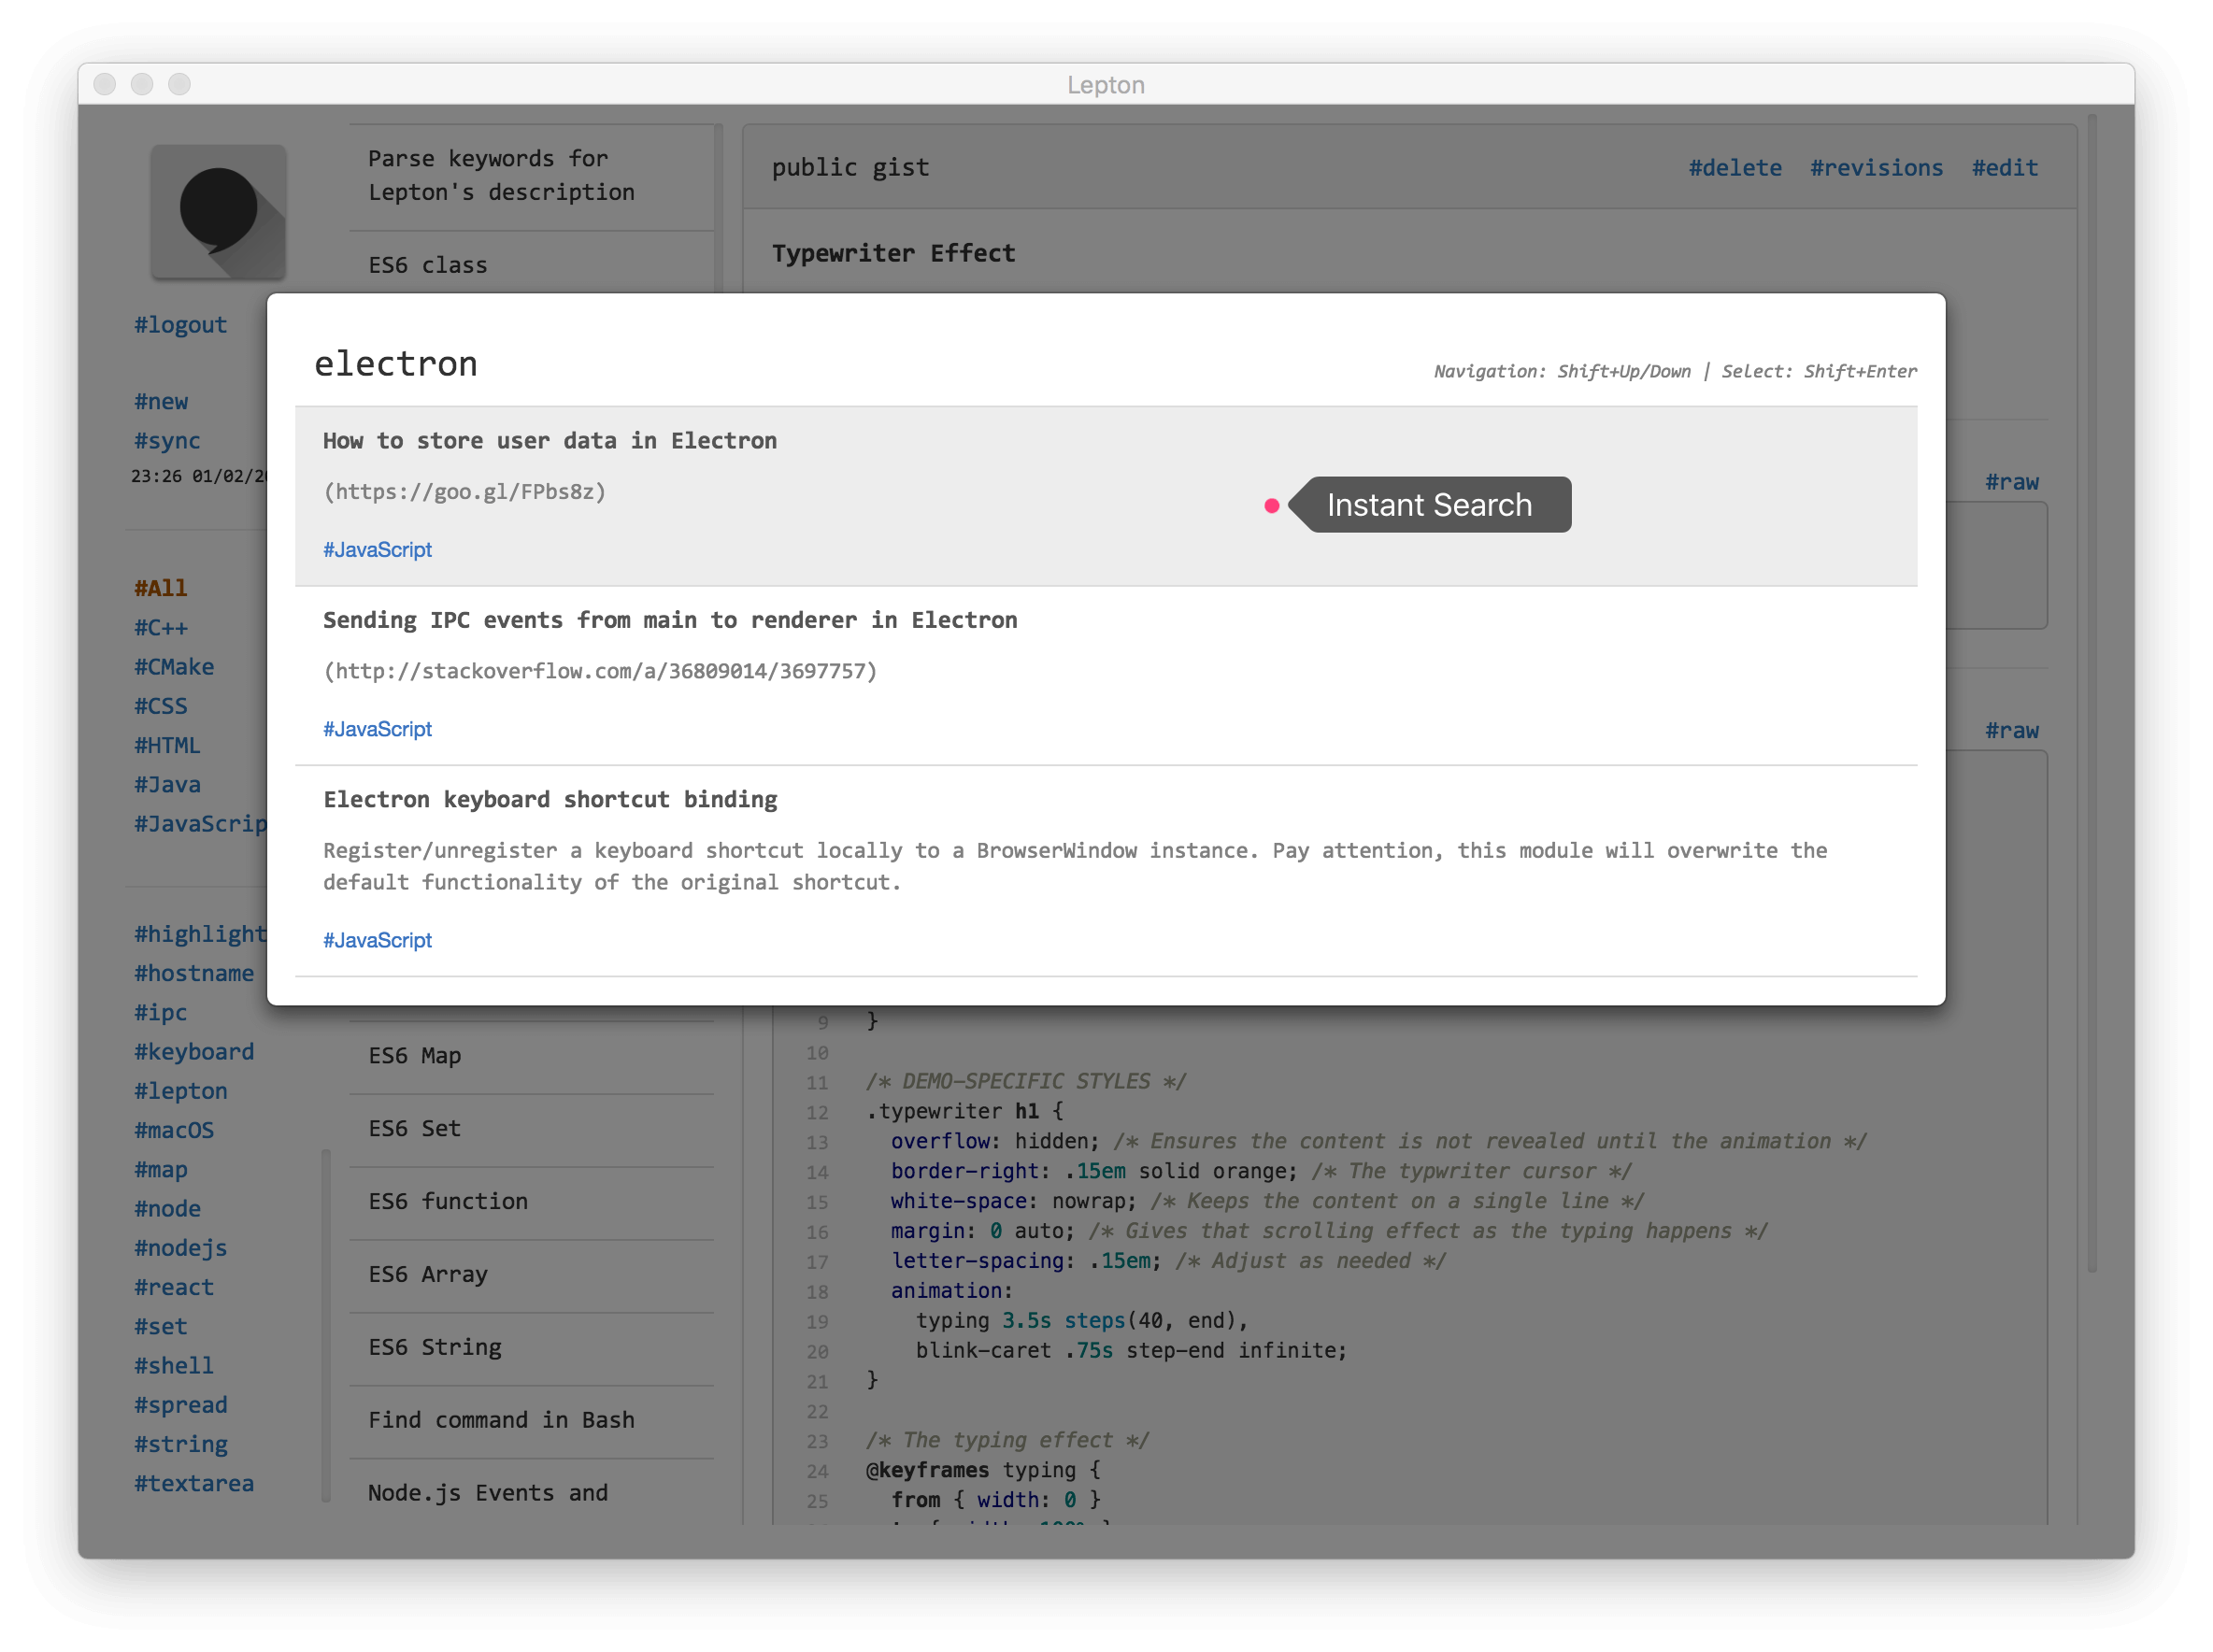 Lepton
#logout
#new
#sync
23:26 01/02/20
#All
#C++
#CMake
#CSS
#HTML
#Java
#JavaScrip
#highlight
#hostname
#ipc
#keyboard
#lepton
#macOS
#map
#node
#nodejs
#react
#set
#shell
#spread
#string
#textarea
Parse keywords for
Lepton's description
ES6 class
ES6 Map
ES6 Set
ES6 function
ES6 Array
ES6 String
Find command in Bash
Node.js Events and
public gist
#delete #revisions #edit
Typewriter Effect
#raw
#raw
electron
Navigation: Shift+Up/Down | Select: Shift+Enter
How to store user data in Electron
(https://goo.gl/FPbs8z)
#JavaScript
Instant Search
Sending IPC events from main to renderer in Electron
(http://stackoverflow.com/a/36809014/3697757)
#JavaScript
Electron keyboard shortcut binding
Register/unregister a keyboard shortcut locally to a BrowserWindow instance. Pay attention, this module will overwrite the
default functionality of the original shortcut.
#JavaScript
9 }
10
11 /* DEMO-SPECIFIC STYLES */
12 .typewriter h1 {
13 overflow: hidden; /* Ensures the content is not revealed until the animation */
14 border-right: .15em solid orange; /* The typwriter cursor */
15 white-space: nowrap; /* Keeps the content on a single line */
16 margin: 0 auto; /* Gives that scrolling effect as the typing happens */
17 letter-spacing: .15em; /* Adjust as needed */
18 animation:
19 typing 3.5s steps(40, end),
20 blink-caret .75s step-end infinite;
21 }
22
23 /* The typing effect */
24 @keyframes typing {
25 from { width: 0 }